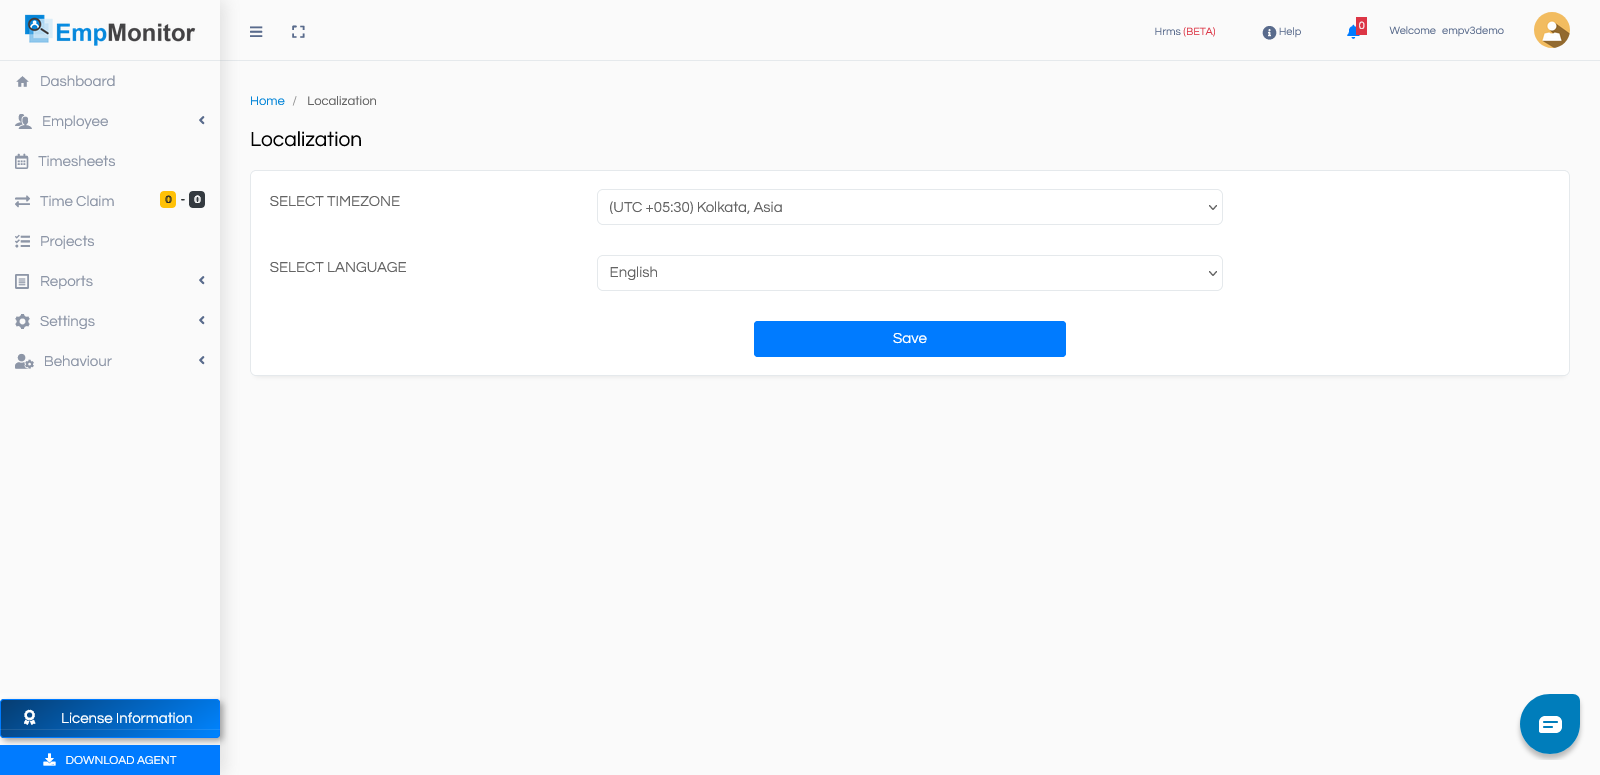 EmpMonitor
Hrms (BETA)
Help
0
Welcome empv3demo
Dashboard
Employee
Timesheets
Time Claim 0 - 0
Projects
Reports
Settings
Behaviour
License Information
DOWNLOAD AGENT
Home / Localization
Localization
SELECT TIMEZONE
(UTC +05:30) Kolkata, Asia
SELECT LANGUAGE
English
Save